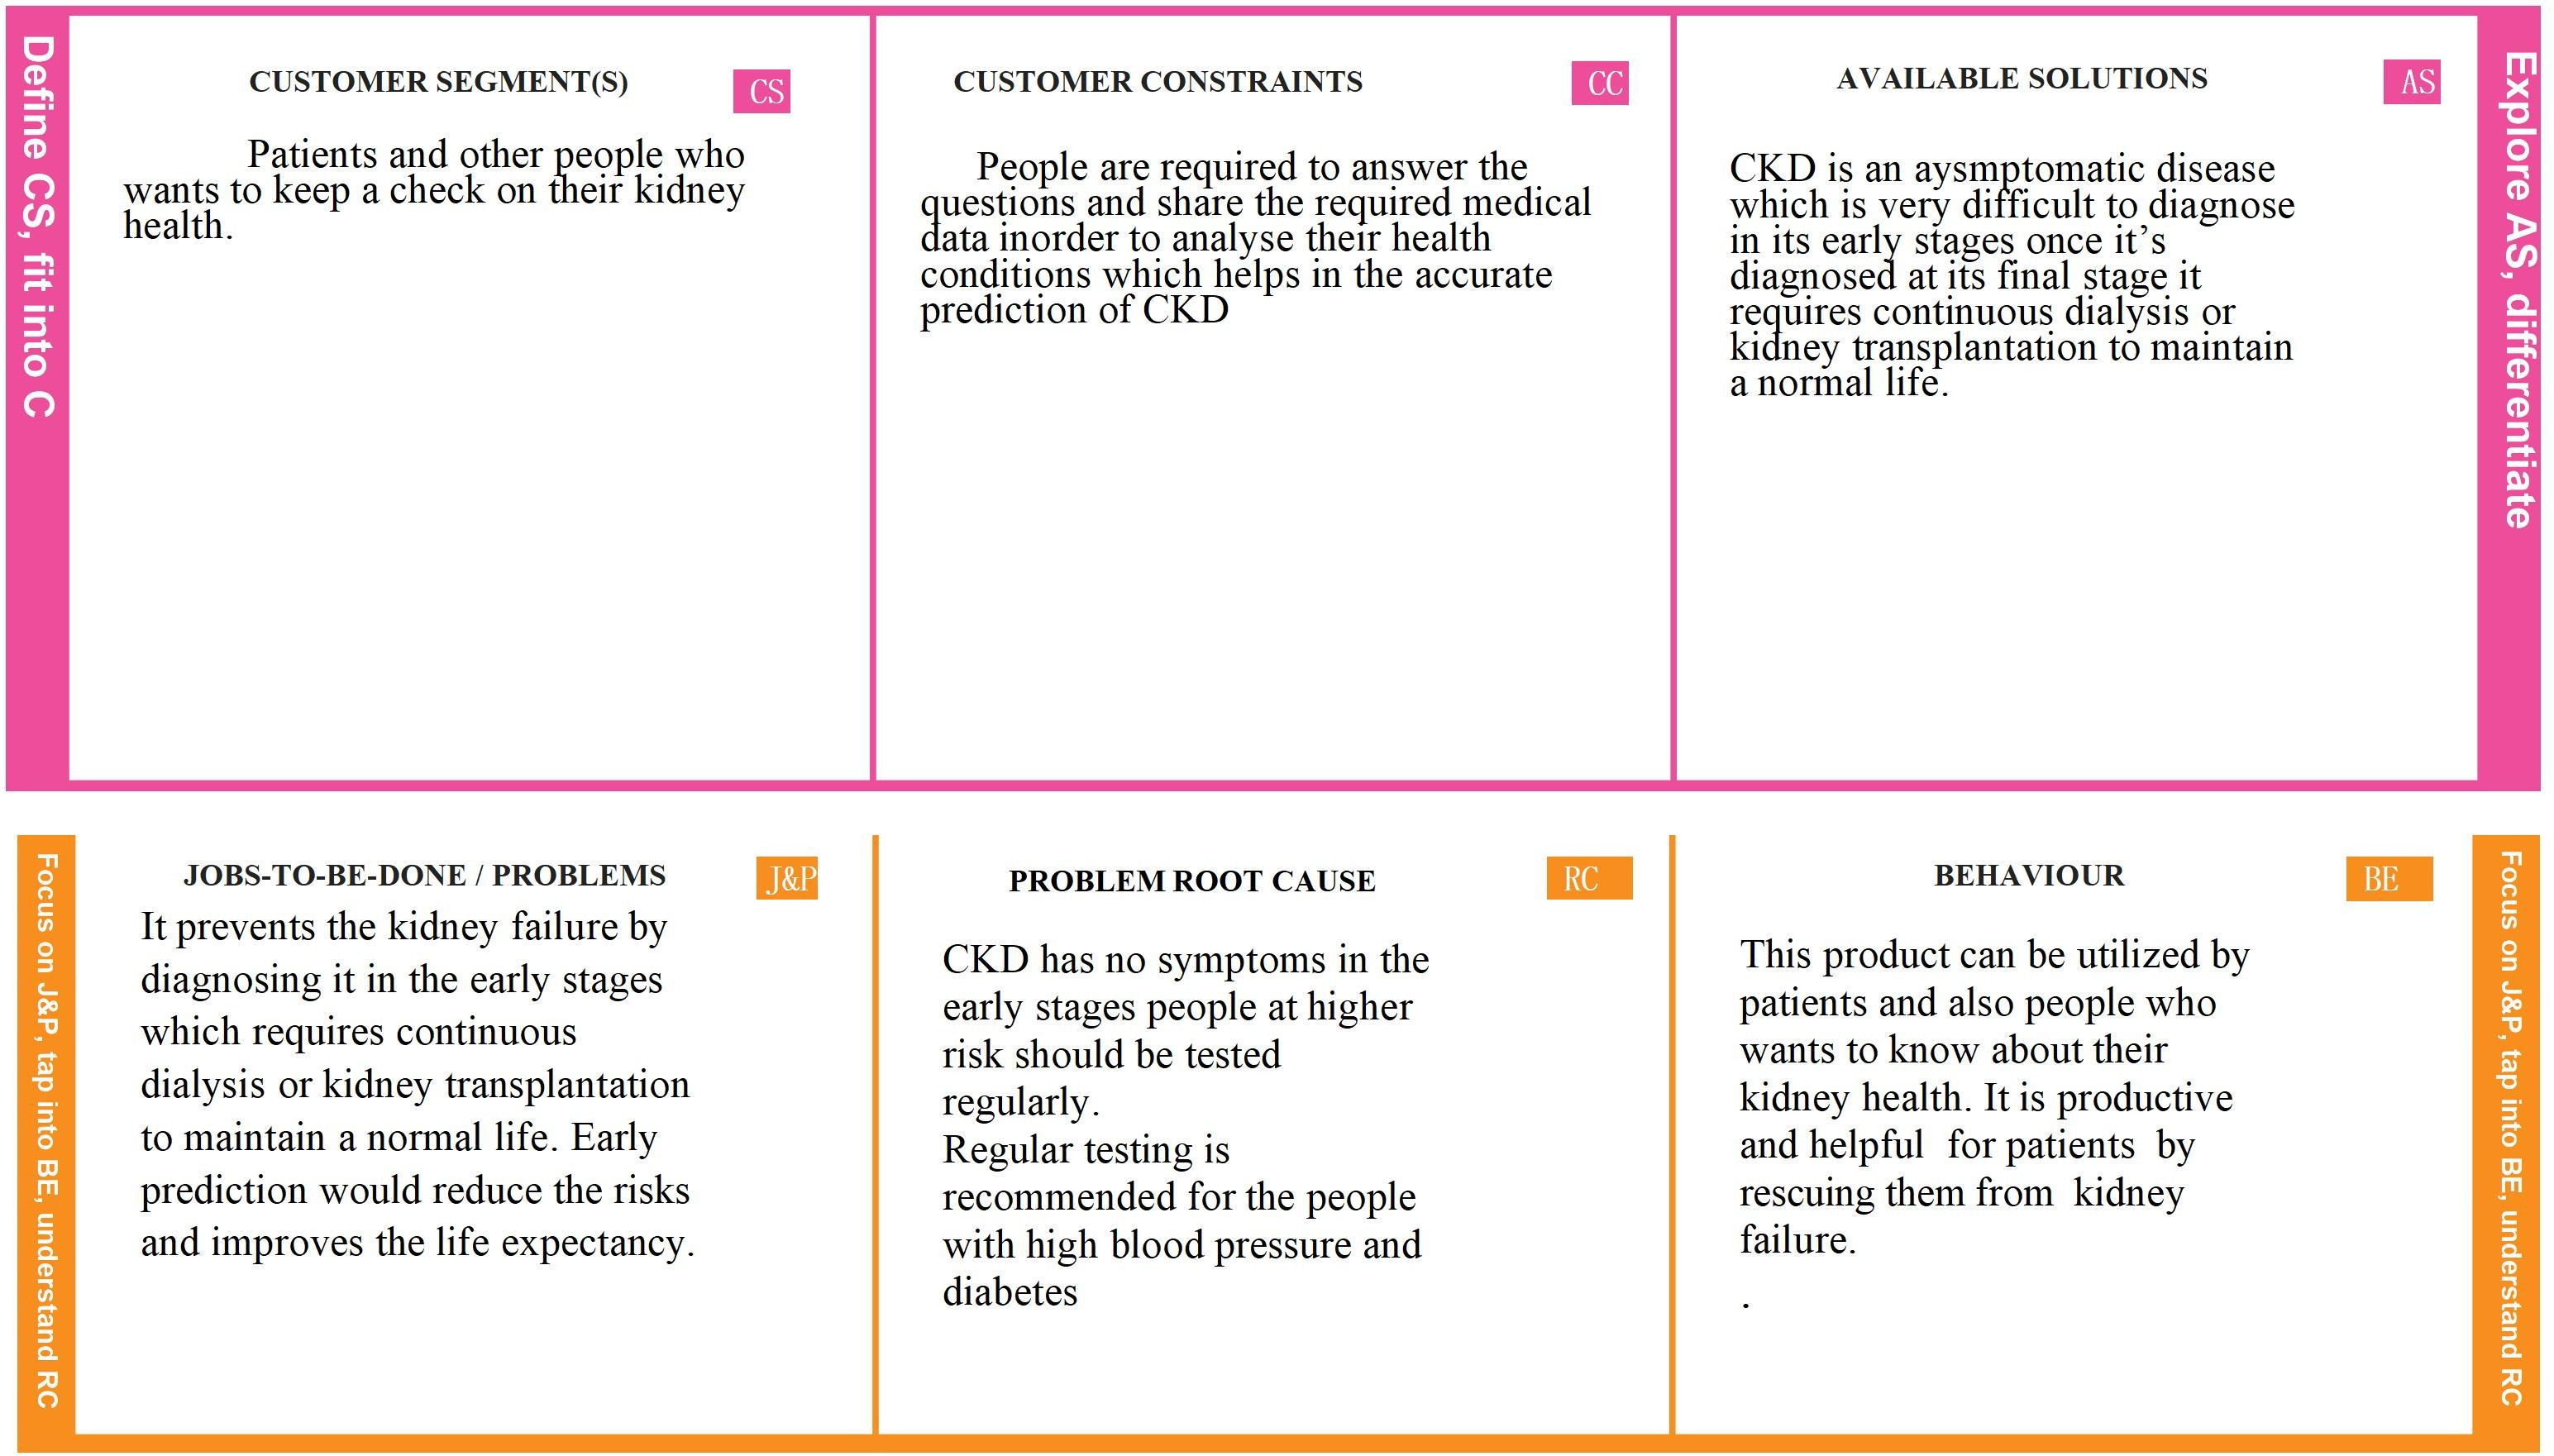 Define CS, fit into C
CUSTOMER SEGMENT(S)
CS
Patients and other people who
wants to keep a check on their kidney
health.
CUSTOMER CONSTRAINTS
CC
People are required to answer the
questions and share the required medical
data inorder to analyse their health
conditions which helps in the accurate
prediction of CKD
AVAILABLE SOLUTIONS
AS
CKD is an aysmptomatic disease
which is very difficult to diagnose
in its early stages once it’s
diagnosed at its final stage it
requires continuous dialysis or
kidney transplantation to maintain
a normal life.
Explore AS, differentiate
Focus on J&P, tap into BE, understand RC
JOBS-TO-BE-DONE / PROBLEMS
J&P
It prevents the kidney failure by
diagnosing it in the early stages
which requires continuous
dialysis or kidney transplantation
to maintain a normal life. Early
prediction would reduce the risks
and improves the life expectancy.
PROBLEM ROOT CAUSE
RC
CKD has no symptoms in the
early stages people at higher
risk should be tested
regularly.
Regular testing is
recommended for the people
with high blood pressure and
diabetes
BEHAVIOUR
BE
This product can be utilized by
patients and also people who
wants to know about their
kidney health. It is productive
and helpful  for patients  by
rescuing them from  kidney
failure.
.
Focus on J&P, tap into BE, understand RC